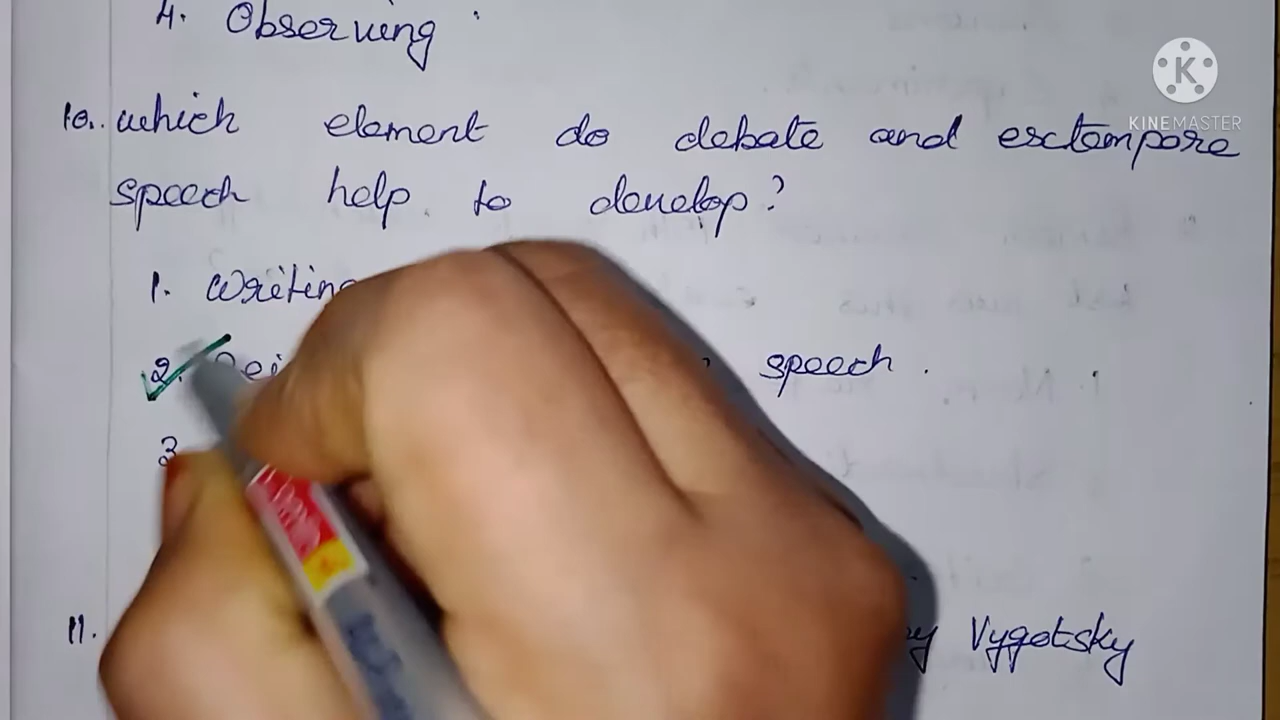 4. Observing
10. which element do debate and extempore
speech help to develop?
1. Writing
2. speech.
3
11. Vygotsky
KINEMASTER